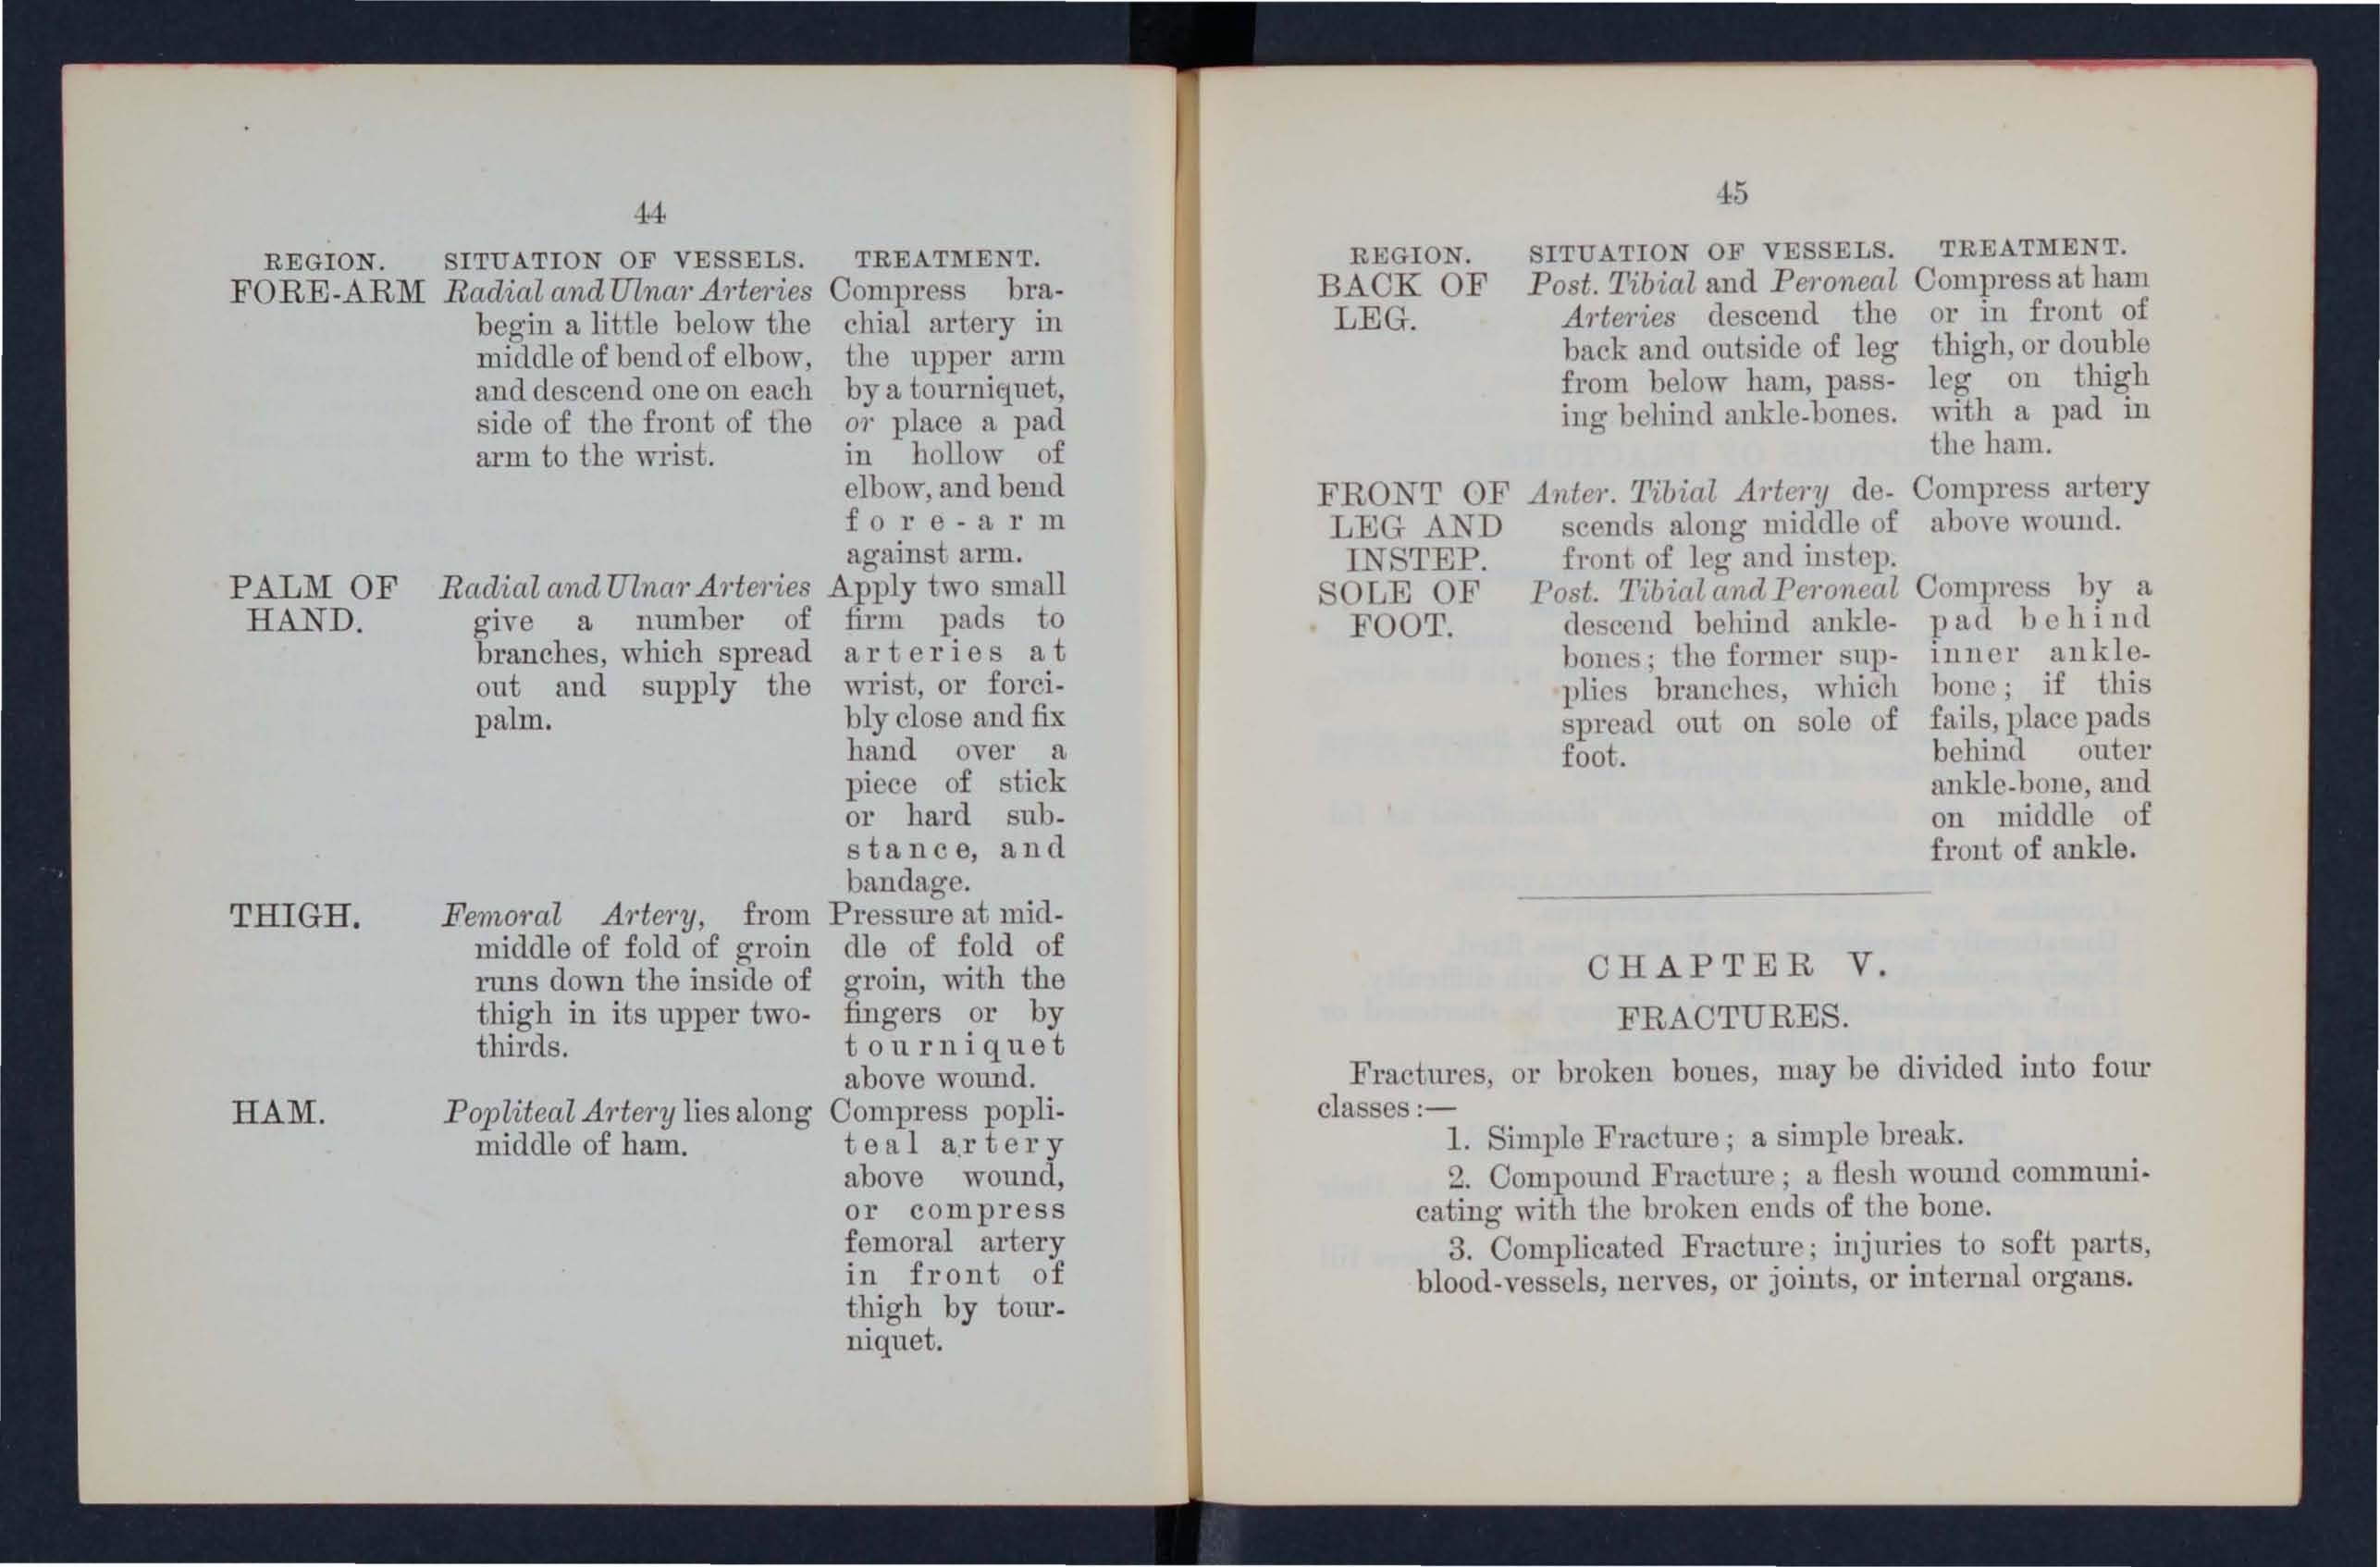 44
REGION. SITUATION OF VESSELS. TREATMENT.
FORE-ARM Radial and Ulnar Arteries Compress bra-
begin a little below the chial artery in
middle of bend of elbow, the upper arm
and descend one on each by a tourniquet,
side of the front of the or place a pad
arm to the wrist. in hollow of
elbow, and bend
fore-arm
against arm.
PALM OF Radial and Ulnar Arteries Apply two small
HAND. give a number of firm pads to
branches, which spread arteries at
out and supply the wrist, or forci-
palm. bly close and fix
hand over a
piece of stick
or hard sub-
stance, and
bandage.
THIGH. Femoral Artery, from Pressure at mid-
middle of fold of groin dle of fold of
runs down the inside of groin, with the
thigh in its upper two- fingers or by
thirds. tourniquet
above wound.
HAM. Popliteal Artery lies along Compress popli-
middle of ham. teal artery
above wound,
or compress
femoral artery
in front of
thigh by tour-
niquet.
45
REGION. SITUATION OF VESSELS. TREATMENT.
BACK OF Post. Tibial and Peroneal Compress at ham
LEG. Arteries descend the or in front of
back and outside of leg thigh, or double
from below ham, pass- leg on thigh
ing behind ankle-bones. with a pad in
the ham.
FRONT OF Anter. Tibial Artery de- Compress artery
LEG AND scends along middle of above wound.
INSTEP. front of leg and instep.
SOLE OF Post. Tibial and Peroneal Compress by a
FOOT. descend behind ankle- pad behind
bones; the former sup- inner ankle-
plies branches, which bone; if this
spread out on sole of fails, place pads
foot. behind outer
ankle-bone, and
on middle of
front of ankle.
CHAPTER V.
FRACTURES.
Fractures, or broken bones, may be divided into four
classes:—
1. Simple Fracture; a simple break.
2. Compound Fracture; a flesh wound communi-
cating with the broken ends of the bone.
3. Complicated Fracture; injuries to soft parts,
blood-vessels, nerves, or joints, or internal organs.